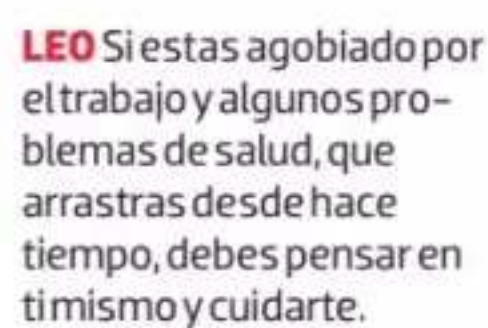 LEO Si estas agobiado por
el trabajo y algunos pro-
blemas de salud, que
arrastras desde hace
tiempo, debes pensar en
ti mismo y cuidarte.